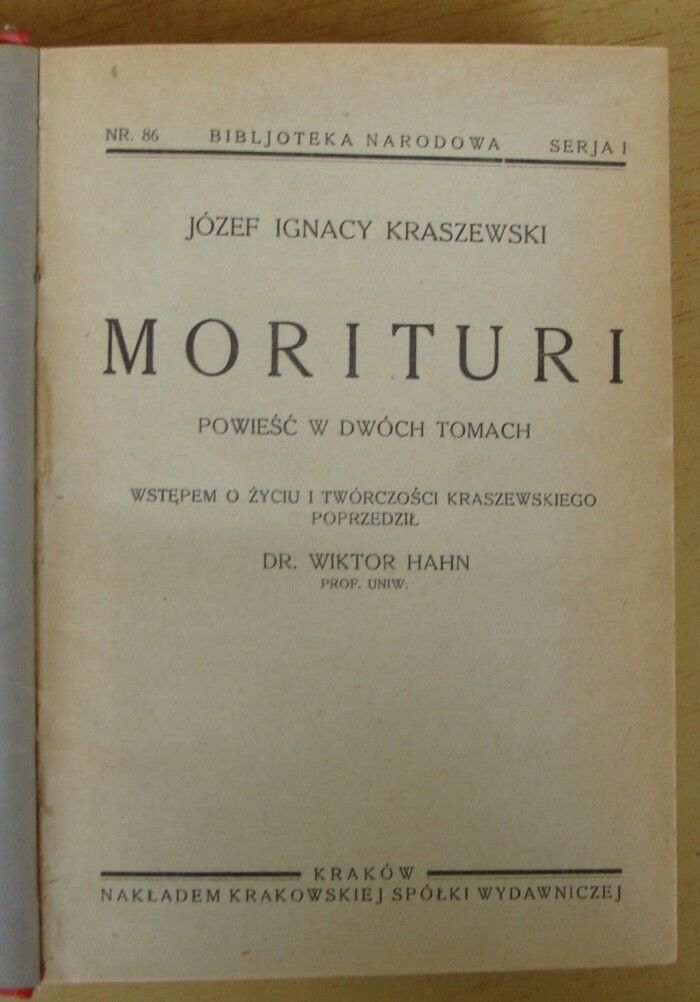 NR. 86 BIBLJOTEKA NARODOWA SERJA I
JÓZEF IGNACY KRASZEWSKI
MORITURI
POWIEŚĆ W DWÓCH TOMACH
WSTĘPEM O ŻYCIU I TWÓRCZOŚCI KRASZEWSKIEGO
POPRZEDZIŁ
DR. WIKTOR HAHN
PROF. UNIW.
KRAKÓW
NAKŁADEM KRAKOWSKIEJ SPÓŁKI WYDAWNICZEJ